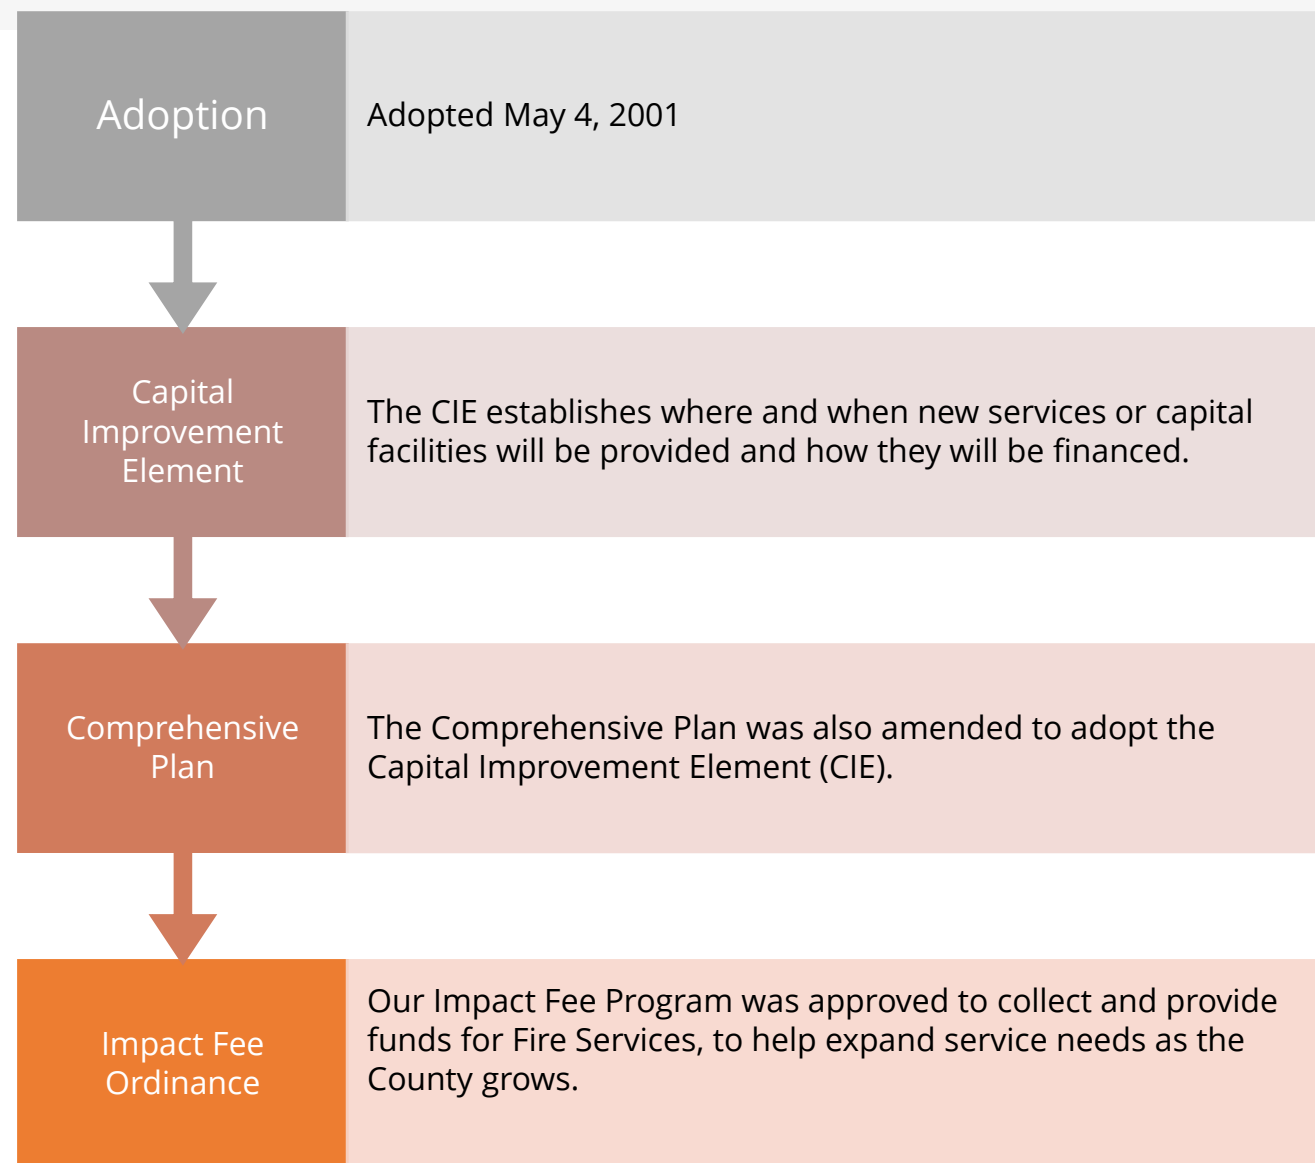 Adoption
Adopted May 4, 2001
Capital
Improvement
Element
The CIE establishes where and when new services or capital
facilities will be provided and how they will be financed.
Comprehensive
Plan
The Comprehensive Plan was also amended to adopt the
Capital Improvement Element (CIE).
Impact Fee
Ordinance
Our Impact Fee Program was approved to collect and provide
funds for Fire Services, to help expand service needs as the
County grows.